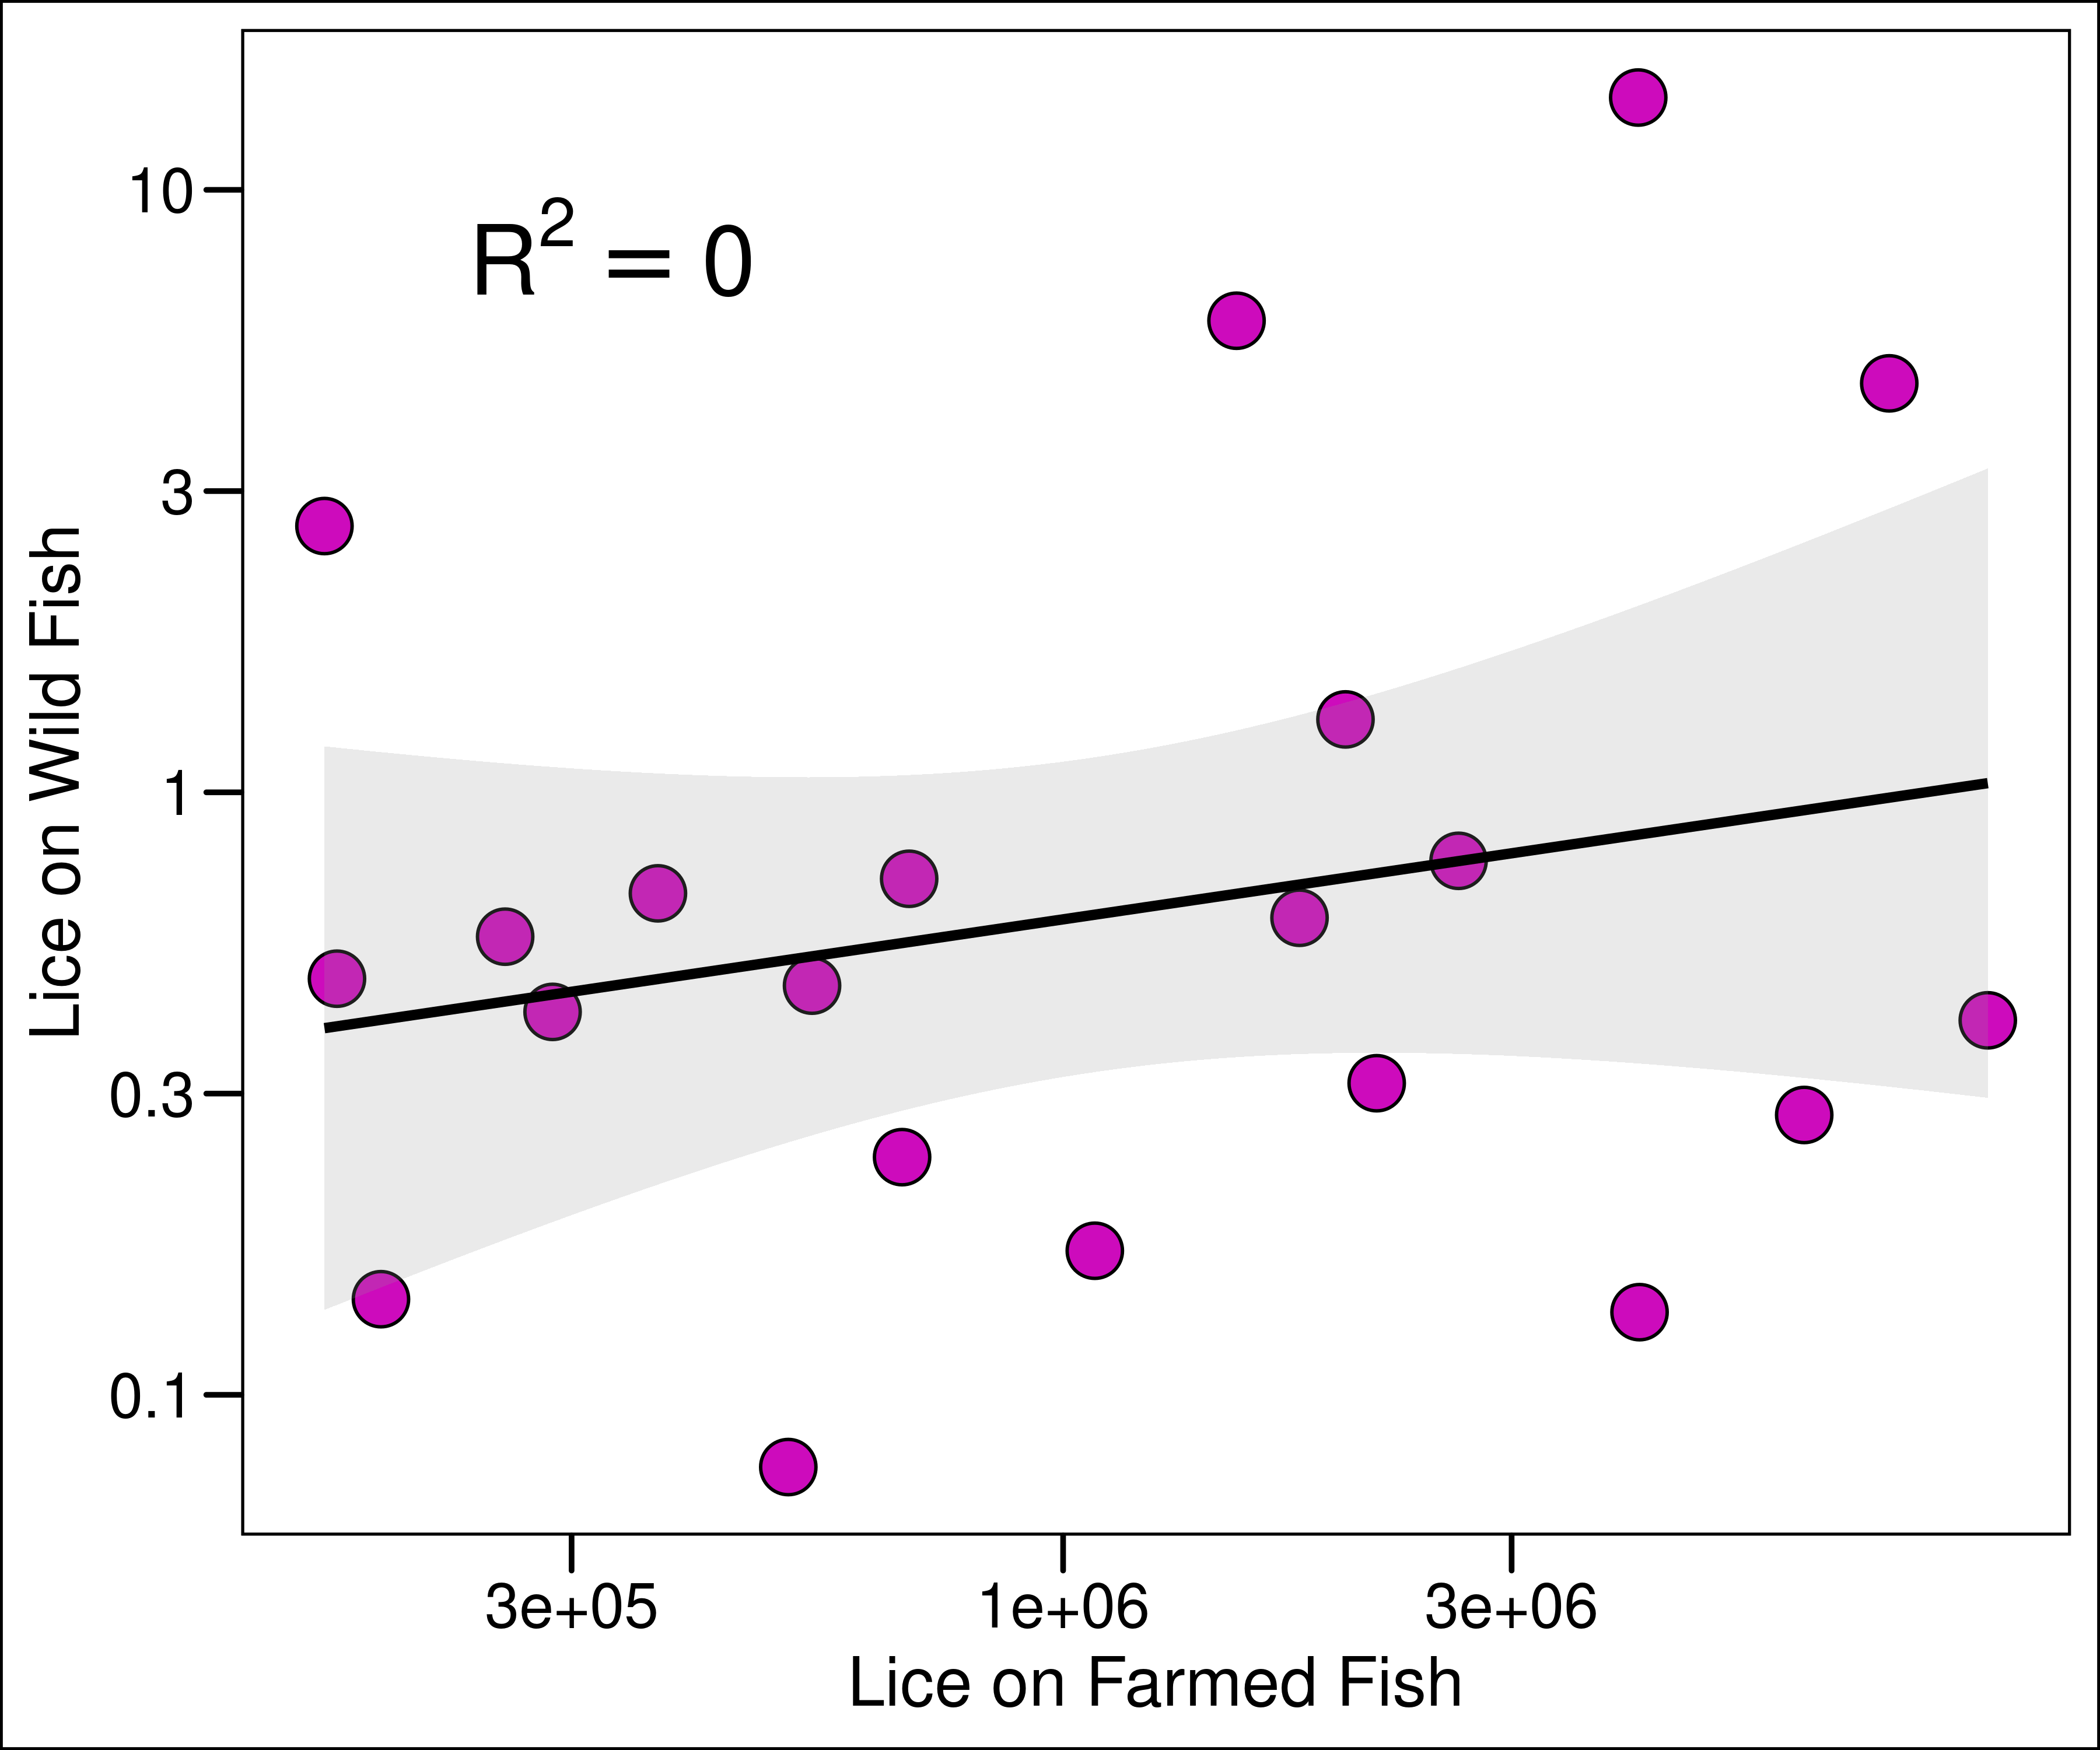 10
R² = 0
3
1
0.3
0.1
Lice on Wild Fish
3e+05 1e+06 3e+06
Lice on Farmed Fish